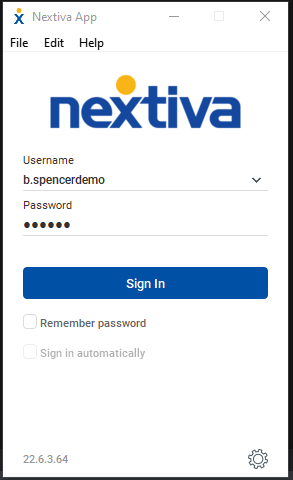 Nextiva App
File Edit Help
nextiva
Username
b.spencerdemo
Password
●●●●●●
Sign In
Remember password
Sign in automatically
22.6.3.64